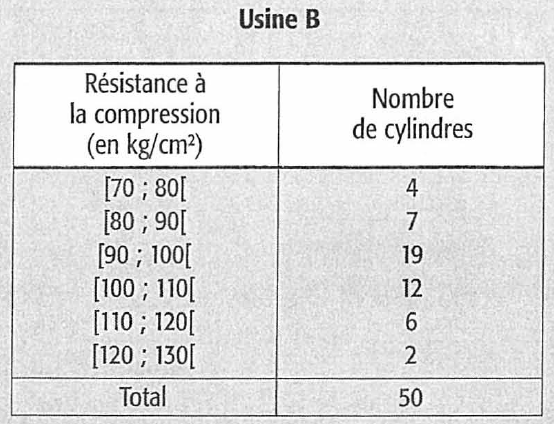 Usine B
Résistance à
la compression
(en kg/cm²)
Nombre
de cylindres
[70 ; 80[ 4
[80 ; 90[ 7
[90 ; 100[ 19
[100 ; 110[ 12
[110 ; 120[ 6
[120 ; 130[ 2
Total 50